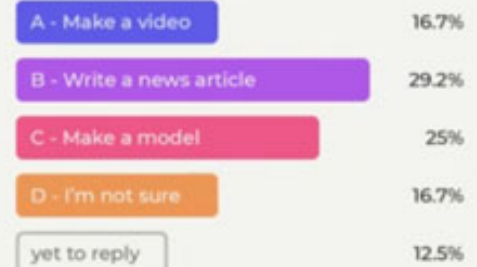 A - Make a video 16.7%
B - Write a news article 29.2%
C - Make a model 25%
D - I'm not sure 16.7%
yet to reply 12.5%